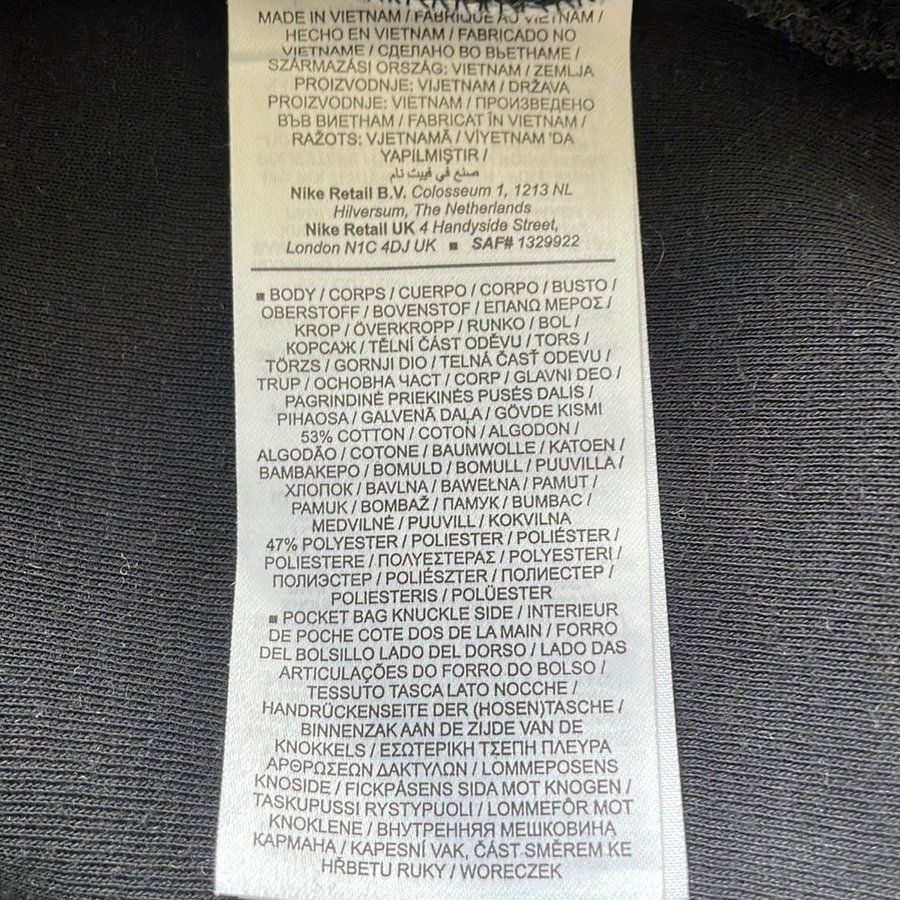 MADE IN VIETNAM / FABRIQUÉ AU VIETNAM /
HECHO EN VIETNAM / FABRICADO NO
VIETNAME / СДЕЛАНО ВО ВЬЕТНАМЕ /
SZÁRMAZÁSI ORSZÁG: VIETNAM / ZEMLJA
PROIZVODNJE: VIJETNAM / DRŽAVA
PROIZVODNJE: VIETNAM / ПРОИЗВЕДЕНО
ВЪВ ВИЕТНАМ / FABRICAT ÎN VIETNAM /
RAŽOTS: VJETNAMĀ / VİYETNAM 'DA
YAPILMIŞTIR /
صنع في فييت نام
Nike Retail B.V. Colosseum 1, 1213 NL
Hilversum, The Netherlands
Nike Retail UK 4 Handyside Street,
London N1C 4DJ UK ■ SAF# 1329922
■ BODY / CORPS / CUERPO / CORPO / BUSTO /
OBERSTOFF / BOVENSTOF / ΕΠΑΝΩ ΜΕΡΟΣ /
KROP / ÖVERKROPP / RUNKO / BOL /
КОРСАЖ / TĚLNÍ ČÁST ODĚVU / TORS /
TÖRZS / GORNJI DIO / TELNÁ ČASŤ ODEVU /
TRUP / ОСНОВНА ЧАСТ / CORP / GLAVNI DEO /
PAGRINDINĖ PRIEKINĖS PUSĖS DALIS /
PIHAOSA / GALVENĀ DAĻA / GÖVDE KISMI
53% COTTON / COTON / ALGODON /
ALGODÃO / COTONE / BAUMWOLLE / KATOEN /
ΒΑΜΒΑΚΕΡΟ / BOMULD / BOMULL / PUUVILLA /
ХЛОПОК / BAVLNA / BAWEŁNA / PAMUT /
PAMUK / BOMBAŽ / ПАМУК / BUMBAC /
MEDVILNĖ / PUUVILL / KOKVILNA
47% POLYESTER / POLIESTER / POLIÉSTER /
POLIESTERE / ΠΟΛΥΕΣΤΕΡΑΣ / POLYESTERI /
ПОЛИЭСТЕР / POLIÉSZTER / ПОЛИЕСТЕР /
POLIESTERIS / POLÜESTER
■ POCKET BAG KNUCKLE SIDE / INTERIEUR
DE POCHE COTE DOS DE LA MAIN / FORRO
DEL BOLSILLO LADO DEL DORSO / LADO DAS
ARTICULAÇÕES DO FORRO DO BOLSO /
TESSUTO TASCA LATO NOCCHE /
HANDRÜCKENSEITE DER (HOSEN)TASCHE /
BINNENZAK AAN DE ZIJDE VAN DE
KNOKKELS / ΕΣΩΤΕΡΙΚΗ ΤΣΕΠΗ ΠΛΕΥΡΑ
ΑΡΘΡΩΣΕΩΝ ΔΑΚΤΥΛΩΝ / LOMMEPOSENS
KNOSIDE / FICKPÅSENS SIDA MOT KNOGEN /
TASKUPUSSI RYSTYPUOLI / LOMMEFÔR MOT
KNOKLENE / ВНУТРЕННЯЯ МЕШКОВИНА
КАРМАНА / KAPESNÍ VAK, ČÁST SMĚREM KE
HŘBETU RUKY / WORECZEK